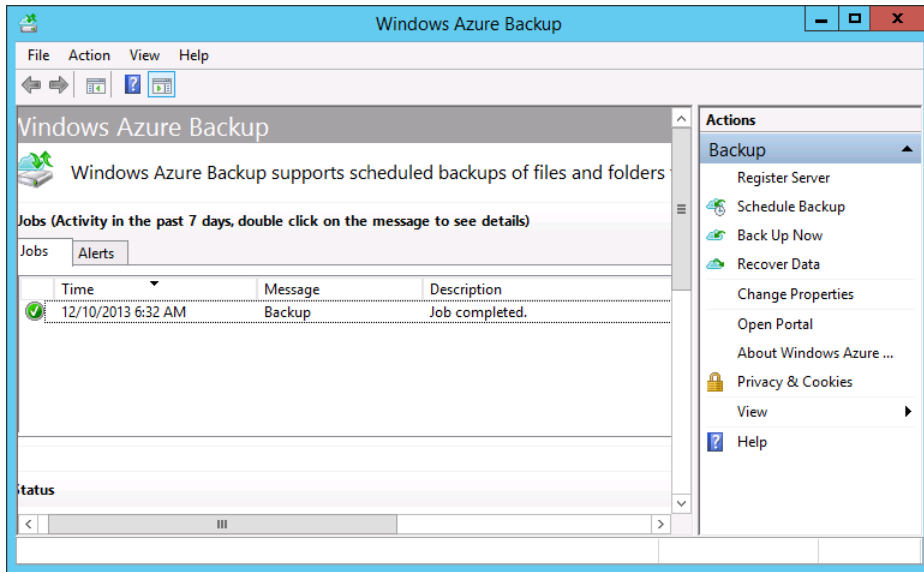 Windows Azure Backup
File Action View Help
Windows Azure Backup
Windows Azure Backup supports scheduled backups of files and folders
Jobs (Activity in the past 7 days, double click on the message to see details)
Jobs Alerts
Time Message Description
12/10/2013 6:32 AM Backup Job completed.
Status
Actions
Backup
Register Server
Schedule Backup
Back Up Now
Recover Data
Change Properties
Open Portal
About Windows Azure ...
Privacy & Cookies
View
Help